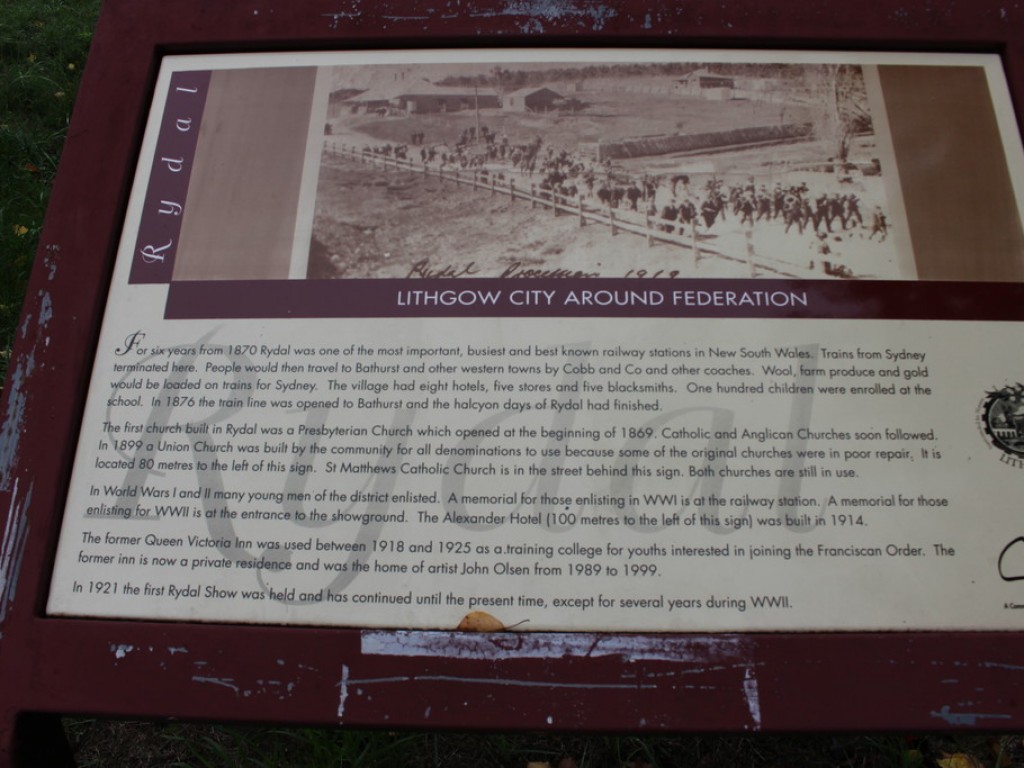 Rydal
Rydal Procession 1919
LITHGOW CITY AROUND FEDERATION
For six years from 1870 Rydal was one of the most important, busiest and best known railway stations in New South Wales. Trains from Sydney
terminated here. People would then travel to Bathurst and other western towns by Cobb and Co and other coaches. Wool, farm produce and gold
would be loaded on trains for Sydney. The village had eight hotels, five stores and five blacksmiths. One hundred children were enrolled at the
school. In 1876 the train line was opened to Bathurst and the halcyon days of Rydal had finished.
The first church built in Rydal was a Presbyterian Church which opened at the beginning of 1869. Catholic and Anglican Churches soon followed.
In 1899 a Union Church was built by the community for all denominations to use because some of the original churches were in poor repair. It is
located 80 metres to the left of this sign. St Matthews Catholic Church is in the street behind this sign. Both churches are still in use.
In World Wars I and II many young men of the district enlisted. A memorial for those enlisting in WWI is at the railway station. A memorial for those
enlisting for WWII is at the entrance to the showground. The Alexander Hotel (100 metres to the left of this sign) was built in 1914.
The former Queen Victoria Inn was used between 1918 and 1925 as a training college for youths interested in joining the Franciscan Order. The
former inn is now a private residence and was the home of artist John Olsen from 1989 to 1999.
In 1921 the first Rydal Show was held and has continued until the present time, except for several years during WWII.
Rydal